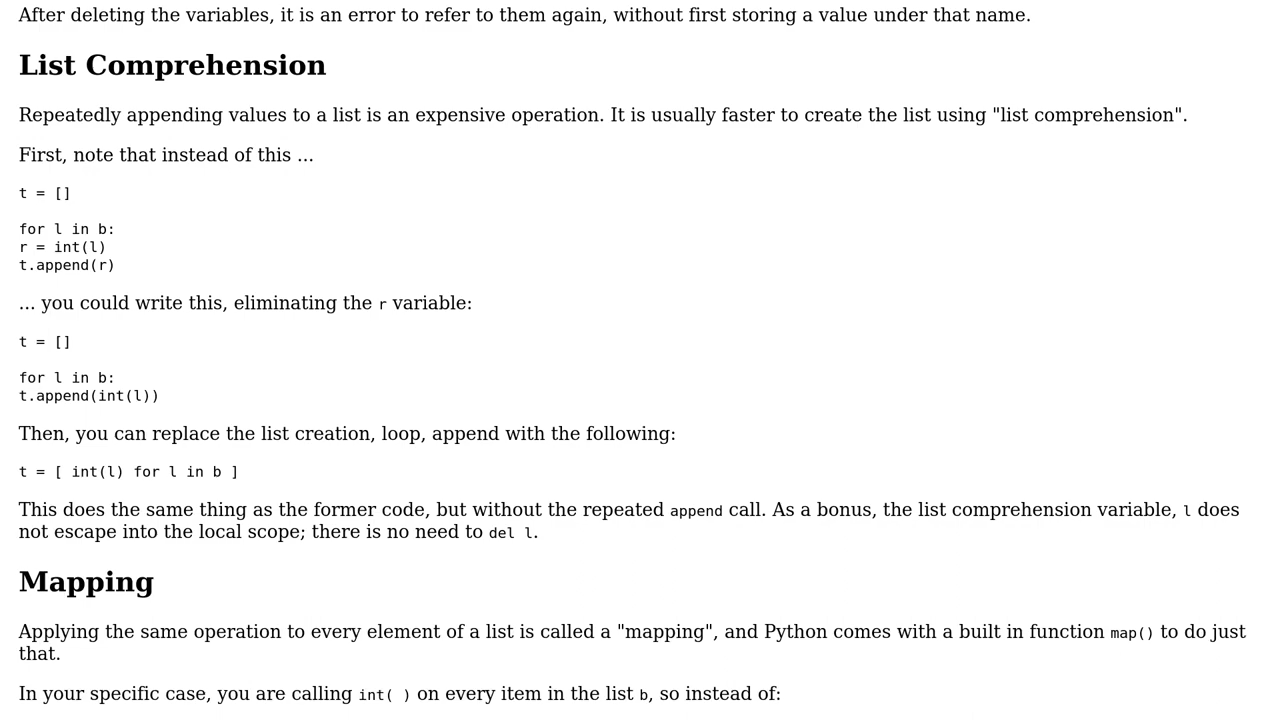 After deleting the variables, it is an error to refer to them again, without first storing a value under that name.
List Comprehension
Repeatedly appending values to a list is an expensive operation. It is usually faster to create the list using "list comprehension".
First, note that instead of this ...
t = []
for l in b:
r = int(l)
t.append(r)
... you could write this, eliminating the r variable:
t = []
for l in b:
t.append(int(l))
Then, you can replace the list creation, loop, append with the following:
t = [ int(l) for l in b ]
This does the same thing as the former code, but without the repeated append call. As a bonus, the list comprehension variable, l does
not escape into the local scope; there is no need to del l.
Mapping
Applying the same operation to every element of a list is called a "mapping", and Python comes with a built in function map() to do just
that.
In your specific case, you are calling int( ) on every item in the list b, so instead of: